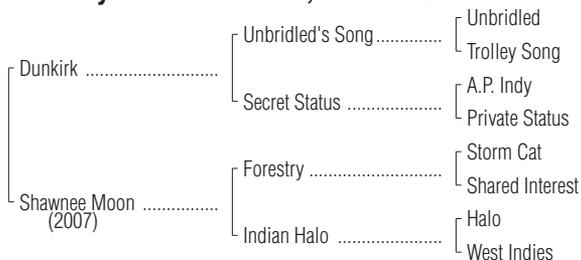 Unbridled
Unbridled's Song..............
Trolley Song
Dunkirk ............................
A.P. Indy
Secret Status ....................
Private Status
Storm Cat
Forestry ............................
Shared Interest
Shawnee Moon ................
(2007)
Halo
Indian Halo ......................
West Indies